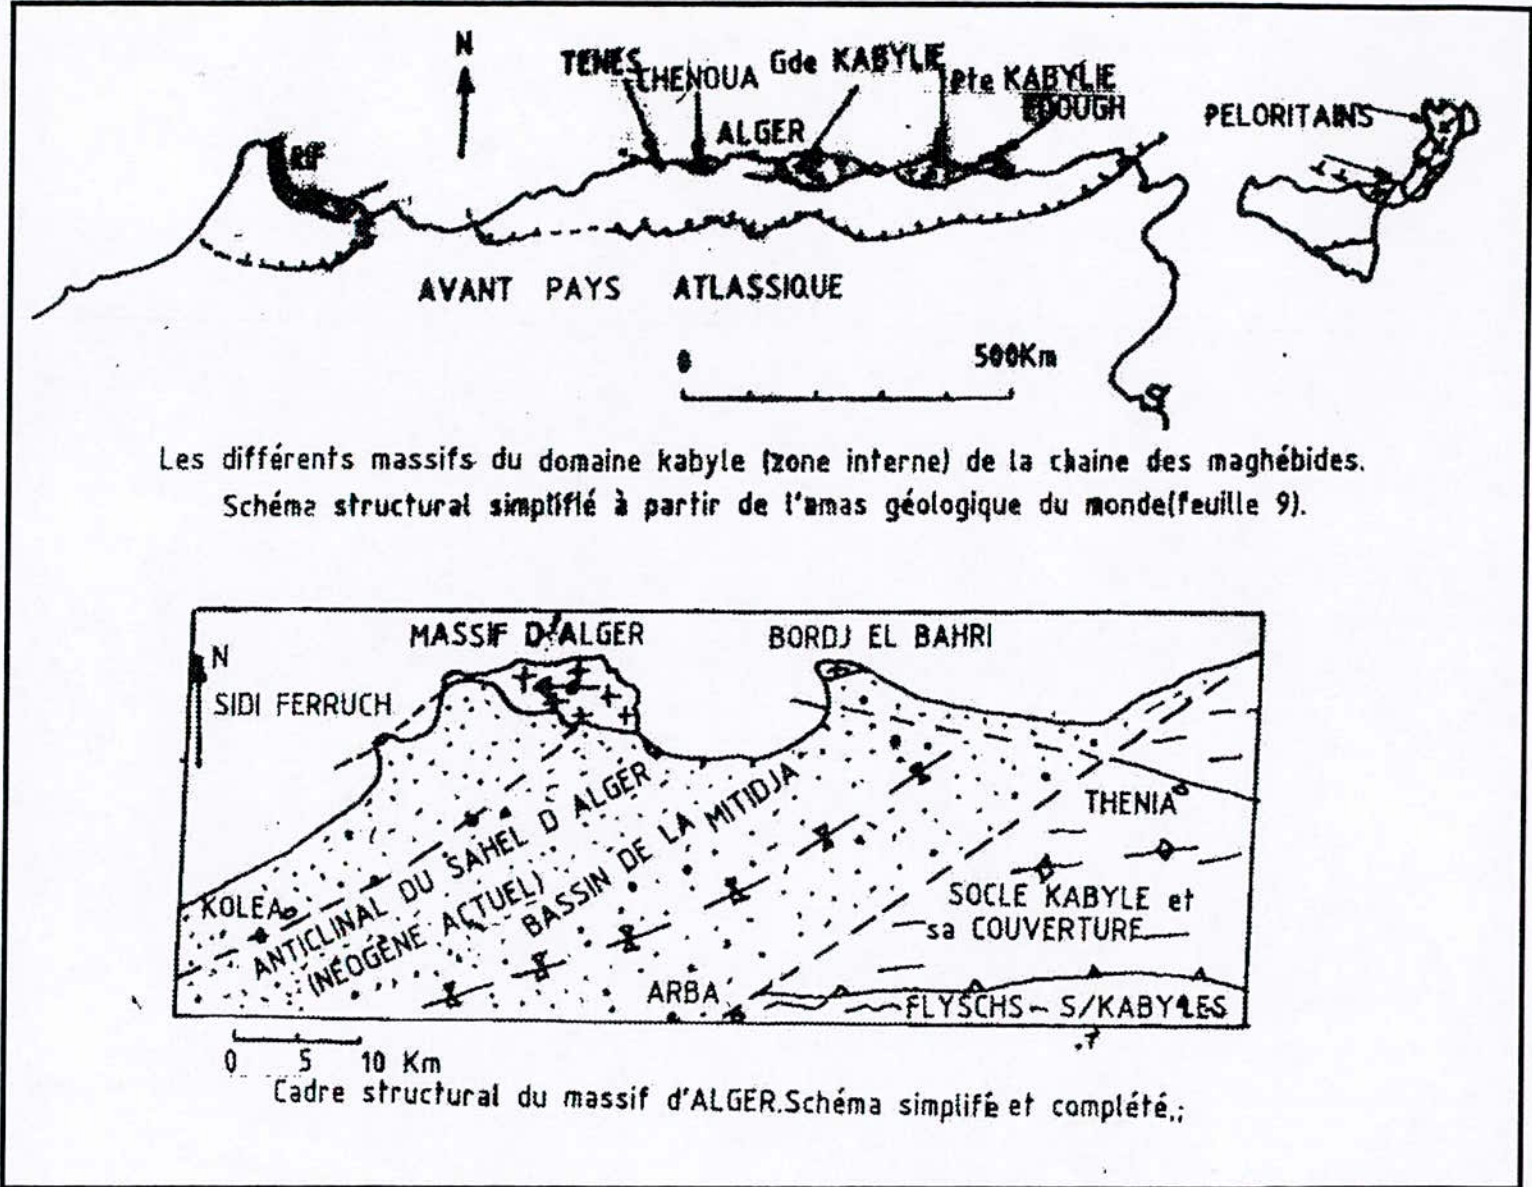 N
TENES
CHENOUA
Gde KABYLIE
Pte KABYLIE
EDOUGH
ALGER
RIF
PELORITAINS
AVANT PAYS ATLASSIQUE
0 500Km
Les différents massifs du domaine kabyle (zone interne) de la chaine des maghébides.
Schéma structural simplifié à partir de l'amas géologique du monde(feuille 9).
MASSIF D'ALGER
BORDJ EL BAHRI
N
SIDI FERRUCH
THENIA
KOLEA
ANTICLINAL DU SAHEL D ALGER
(NEOGÈNE ACTUEL)
BASSIN DE LA MITIDJA
SOCLE KABYLE et
sa COUVERTURE
ARBA
FLYSCHS - S/KABYLES
0 5 10 Km
.7
Cadre structural du massif d'ALGER.Schéma simplifé et complété.;